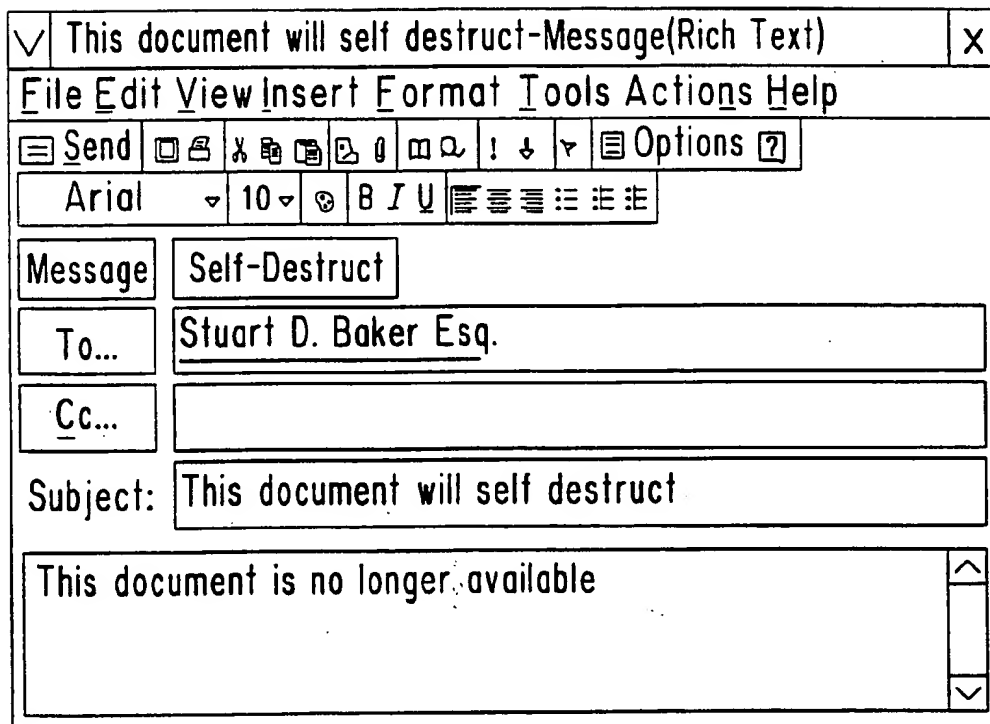 This document will self destruct-Message(Rich Text) X
File Edit View Insert Format Tools Actions Help
Send ! Options ?
Arial 10 B I U
Message Self-Destruct
To... Stuart D. Baker Esq.
Cc...
Subject: This document will self destruct
This document is no longer available